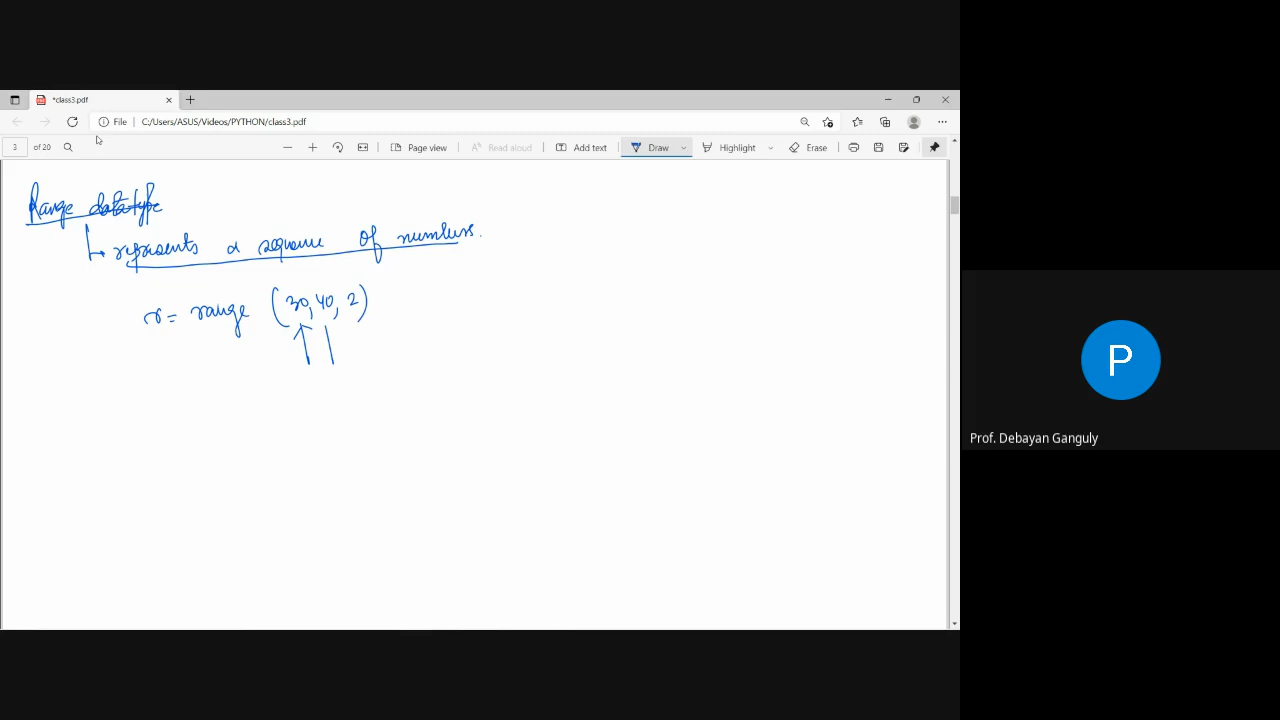 *class3.pdf
File C:/Users/ASUS/Videos/PYTHON/class3.pdf
3 of 20 Page view Read aloud Add text Draw Highlight Erase
Range datatype
represents a sequence of numbers.
r = range (30, 40, 2)
P
Prof. Debayan Ganguly